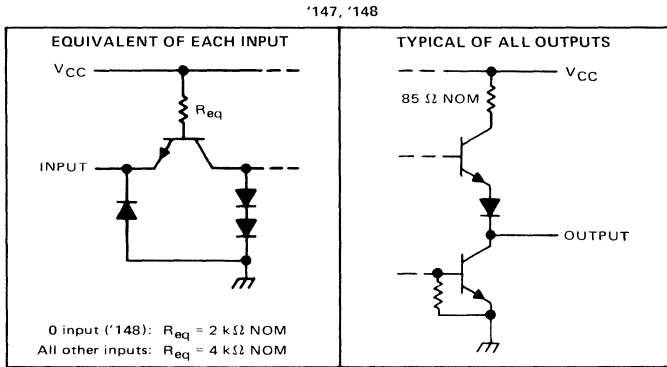 '147, '148
EQUIVALENT OF EACH INPUT
VCC
Req
INPUT
0 input ('148): Req = 2 kΩ NOM
All other inputs: Req = 4 kΩ NOM
TYPICAL OF ALL OUTPUTS
VCC
85 Ω NOM
OUTPUT